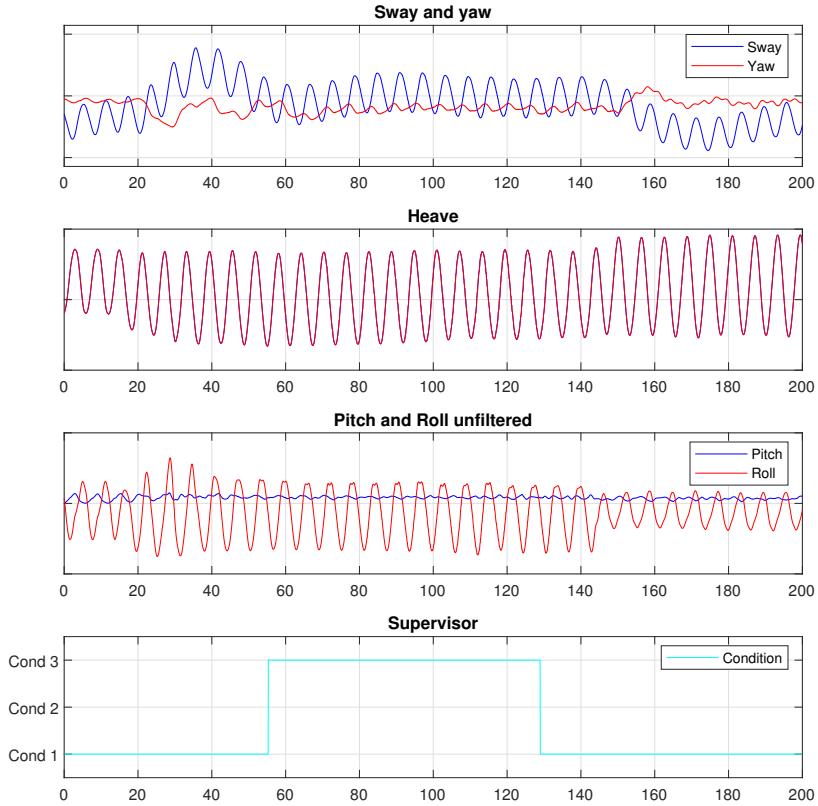 Sway and yaw
Sway
Yaw
0 20 40 60 80 100 120 140 160 180 200
Heave
0 20 40 60 80 100 120 140 160 180 200
Pitch and Roll unfiltered
Pitch
Roll
0 20 40 60 80 100 120 140 160 180 200
Supervisor
Cond 3
Condition
Cond 2
Cond 1
0 20 40 60 80 100 120 140 160 180 200